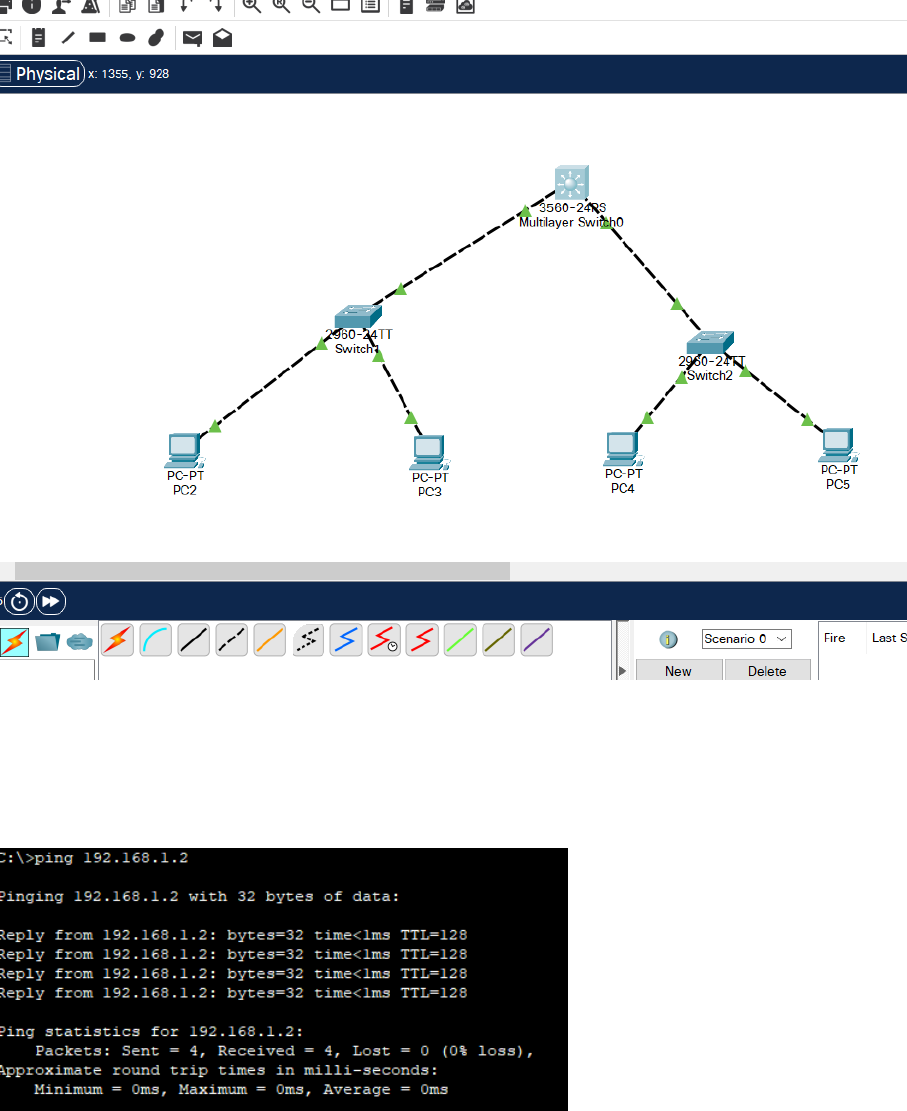 Physical x: 1355, y: 928
3560-24PS
Multilayer Switch0
2960-24TT
Switch1
2960-24TT
Switch2
PC-PT
PC2
PC-PT
PC3
PC-PT
PC4
PC-PT
PC5
Scenario 0
Fire Last S
New Delete
C:\>ping 192.168.1.2
Pinging 192.168.1.2 with 32 bytes of data:
Reply from 192.168.1.2: bytes=32 time<1ms TTL=128
Reply from 192.168.1.2: bytes=32 time<1ms TTL=128
Reply from 192.168.1.2: bytes=32 time<1ms TTL=128
Reply from 192.168.1.2: bytes=32 time<1ms TTL=128
Ping statistics for 192.168.1.2:
Packets: Sent = 4, Received = 4, Lost = 0 (0% loss),
Approximate round trip times in milli-seconds:
Minimum = 0ms, Maximum = 0ms, Average = 0ms